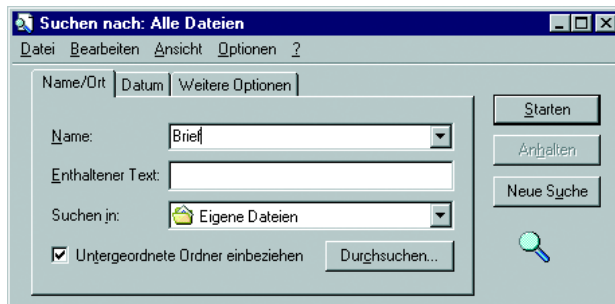 Suchen nach: Alle Dateien
Datei Bearbeiten Ansicht Optionen ?
Name/Ort Datum Weitere Optionen
Name: Brief
Enthaltener Text:
Suchen in: Eigene Dateien
Untergeordnete Ordner einbeziehen Durchsuchen...
Starten
Anhalten
Neue Suche